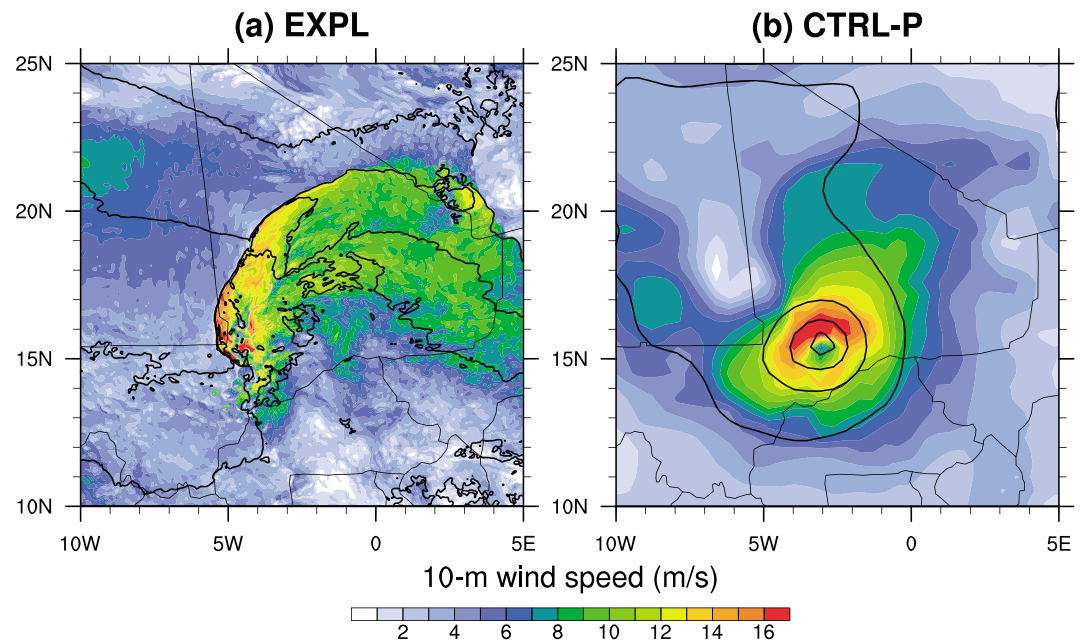 (a) EXPL (b) CTRL-P
25N 25N
20N 20N
15N 15N
10N 10N
10W 5W 0 5E 10W 5W 0 5E
10-m wind speed (m/s)
2 4 6 8 10 12 14 16